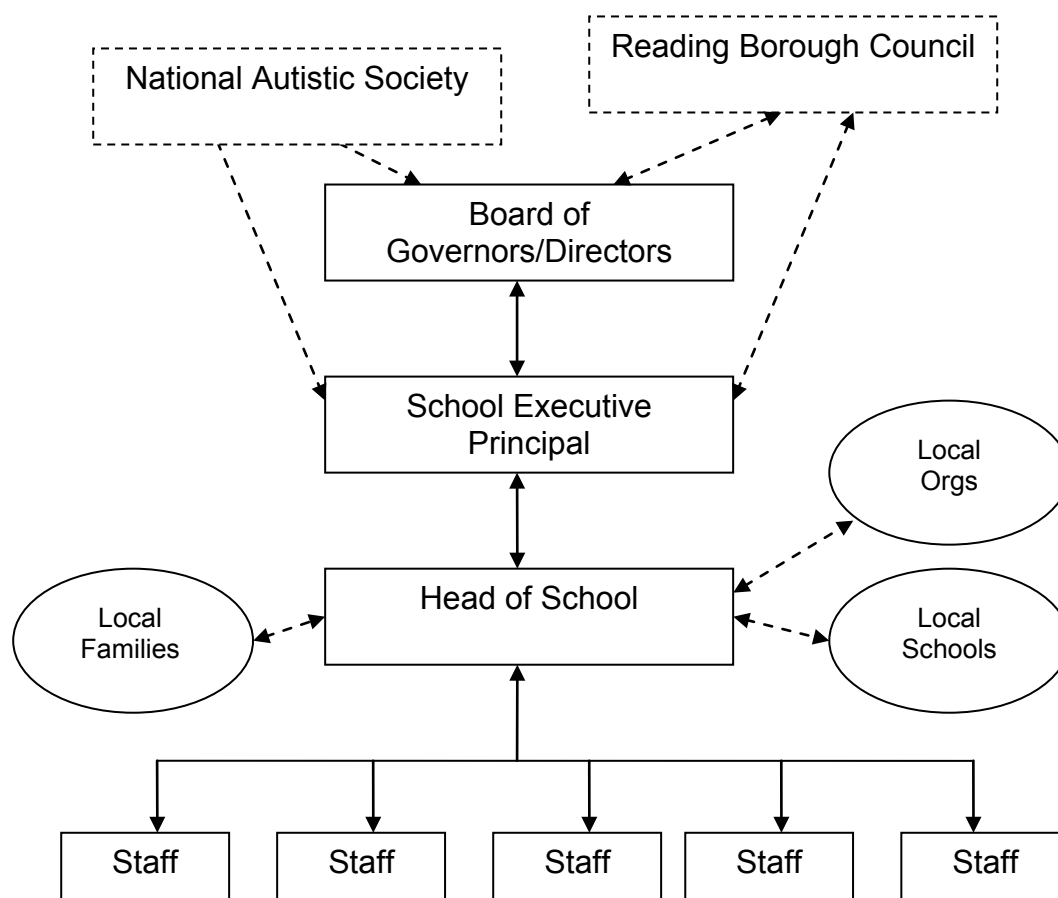 National Autistic Society
Reading Borough Council
Board of
Governors/Directors
School Executive
Principal
Local
Orgs
Head of School
Local
Families
Local
Schools
Staff
Staff
Staff
Staff
Staff